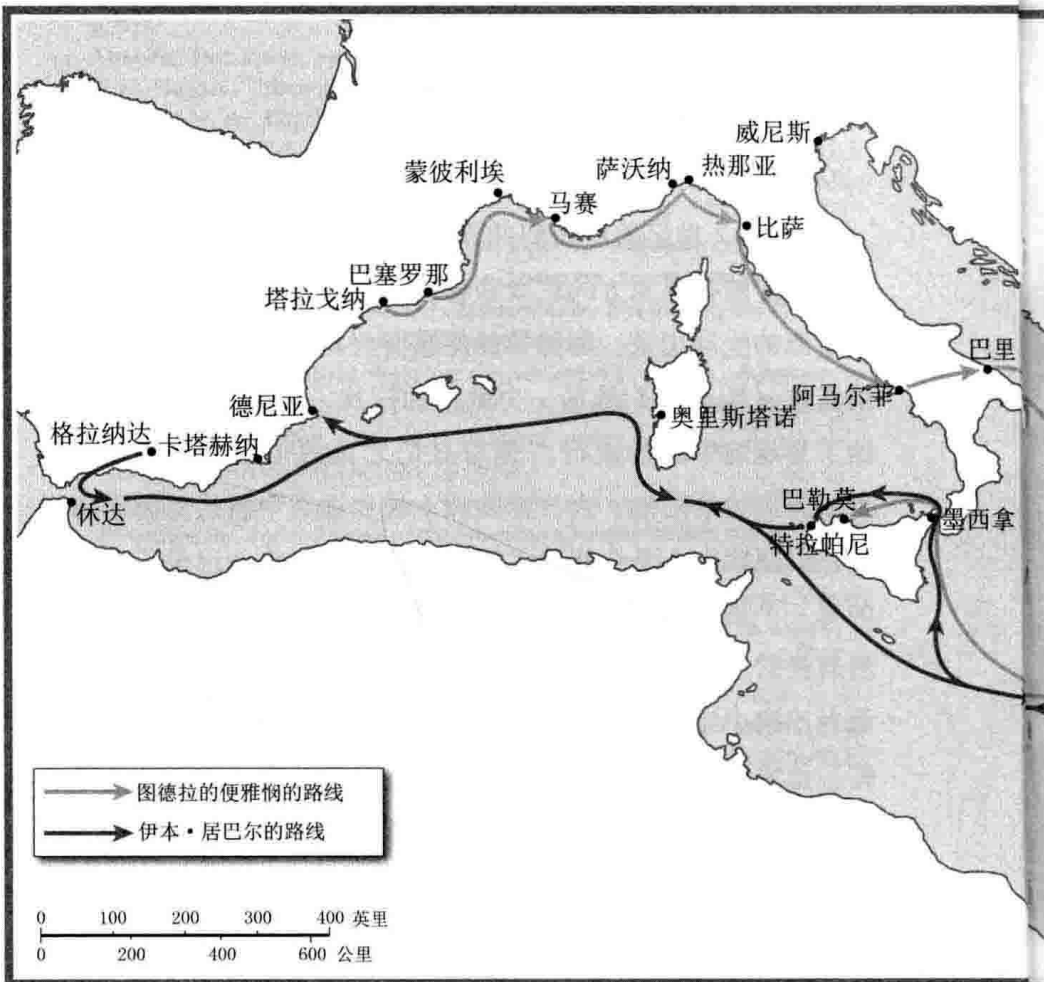 威尼斯
萨沃纳
热那亚
蒙彼利埃
马赛
比萨
巴塞罗那
塔拉戈纳
巴里
阿马尔菲
德尼亚
奥里斯塔诺
格拉纳达
卡塔赫纳
休达
巴勒莫
墨西拿
特拉帕尼
图德拉的便雅悯的路线
伊本·居巴尔的路线
0 100 200 300 400 英里
0 200 400 600 公里